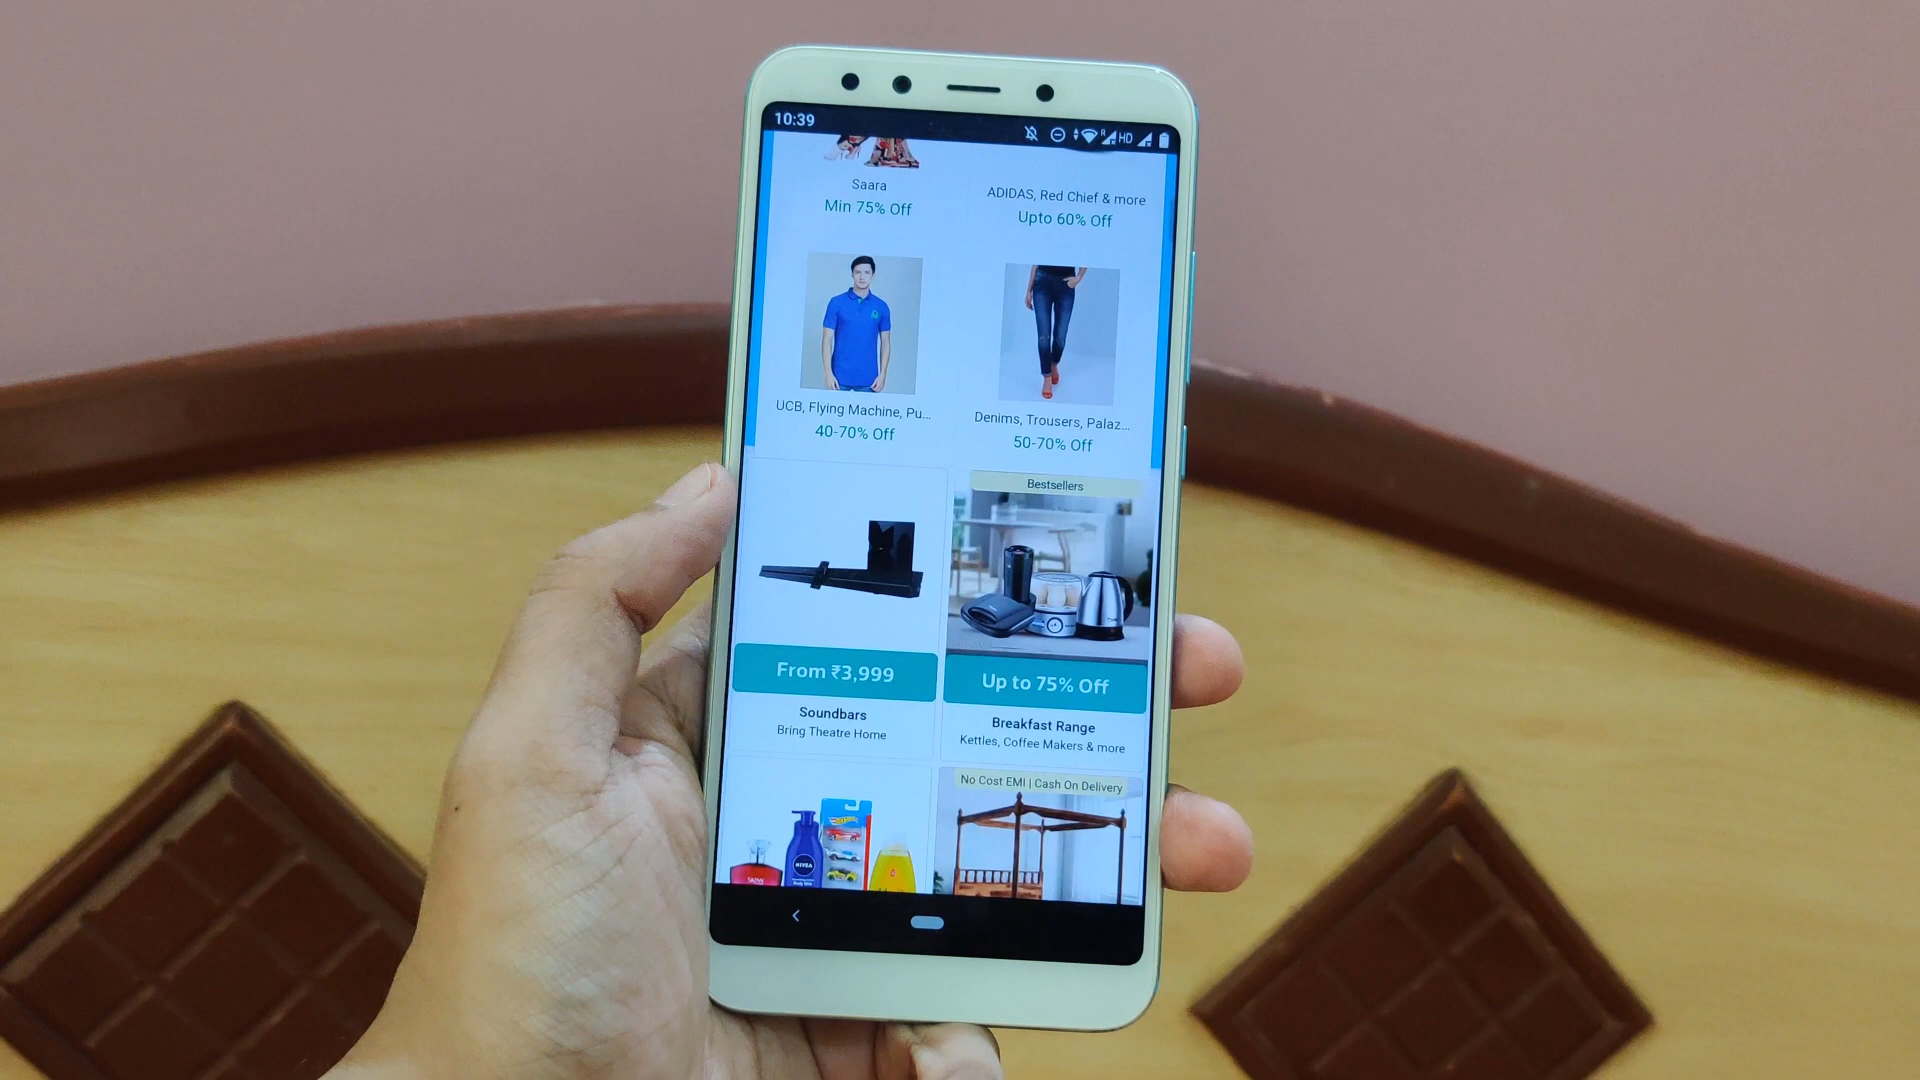 10:39
R
HD
Saara
Min 75% Off
ADIDAS, Red Chief & more
Upto 60% Off
UCB, Flying Machine, Pu...
40-70% Off
Denims, Trousers, Palaz...
50-70% Off
From ₹3,999
Soundbars
Bring Theatre Home
Bestsellers
Up to 75% Off
Breakfast Range
Kettles, Coffee Makers & more
NIVEA
No Cost EMI | Cash On Delivery